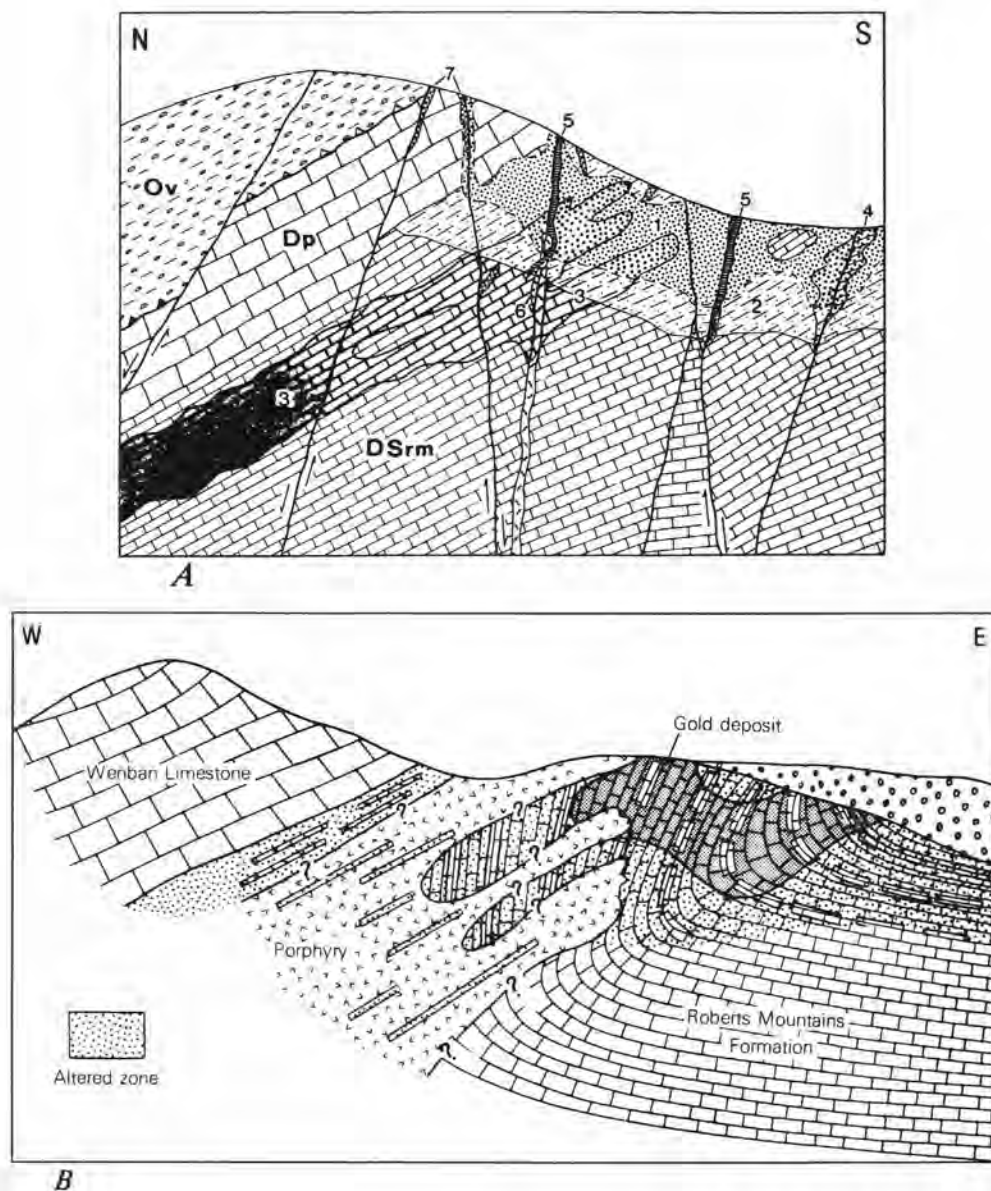 N
S
7
5
5
4
Ov
1
Dp
2
3
6
3
DSrm
A
W
E
Gold deposit
Wenban Limestone
?
?
?
?
?
?
Porphyry
Roberts Mountains
Formation
Altered zone
B